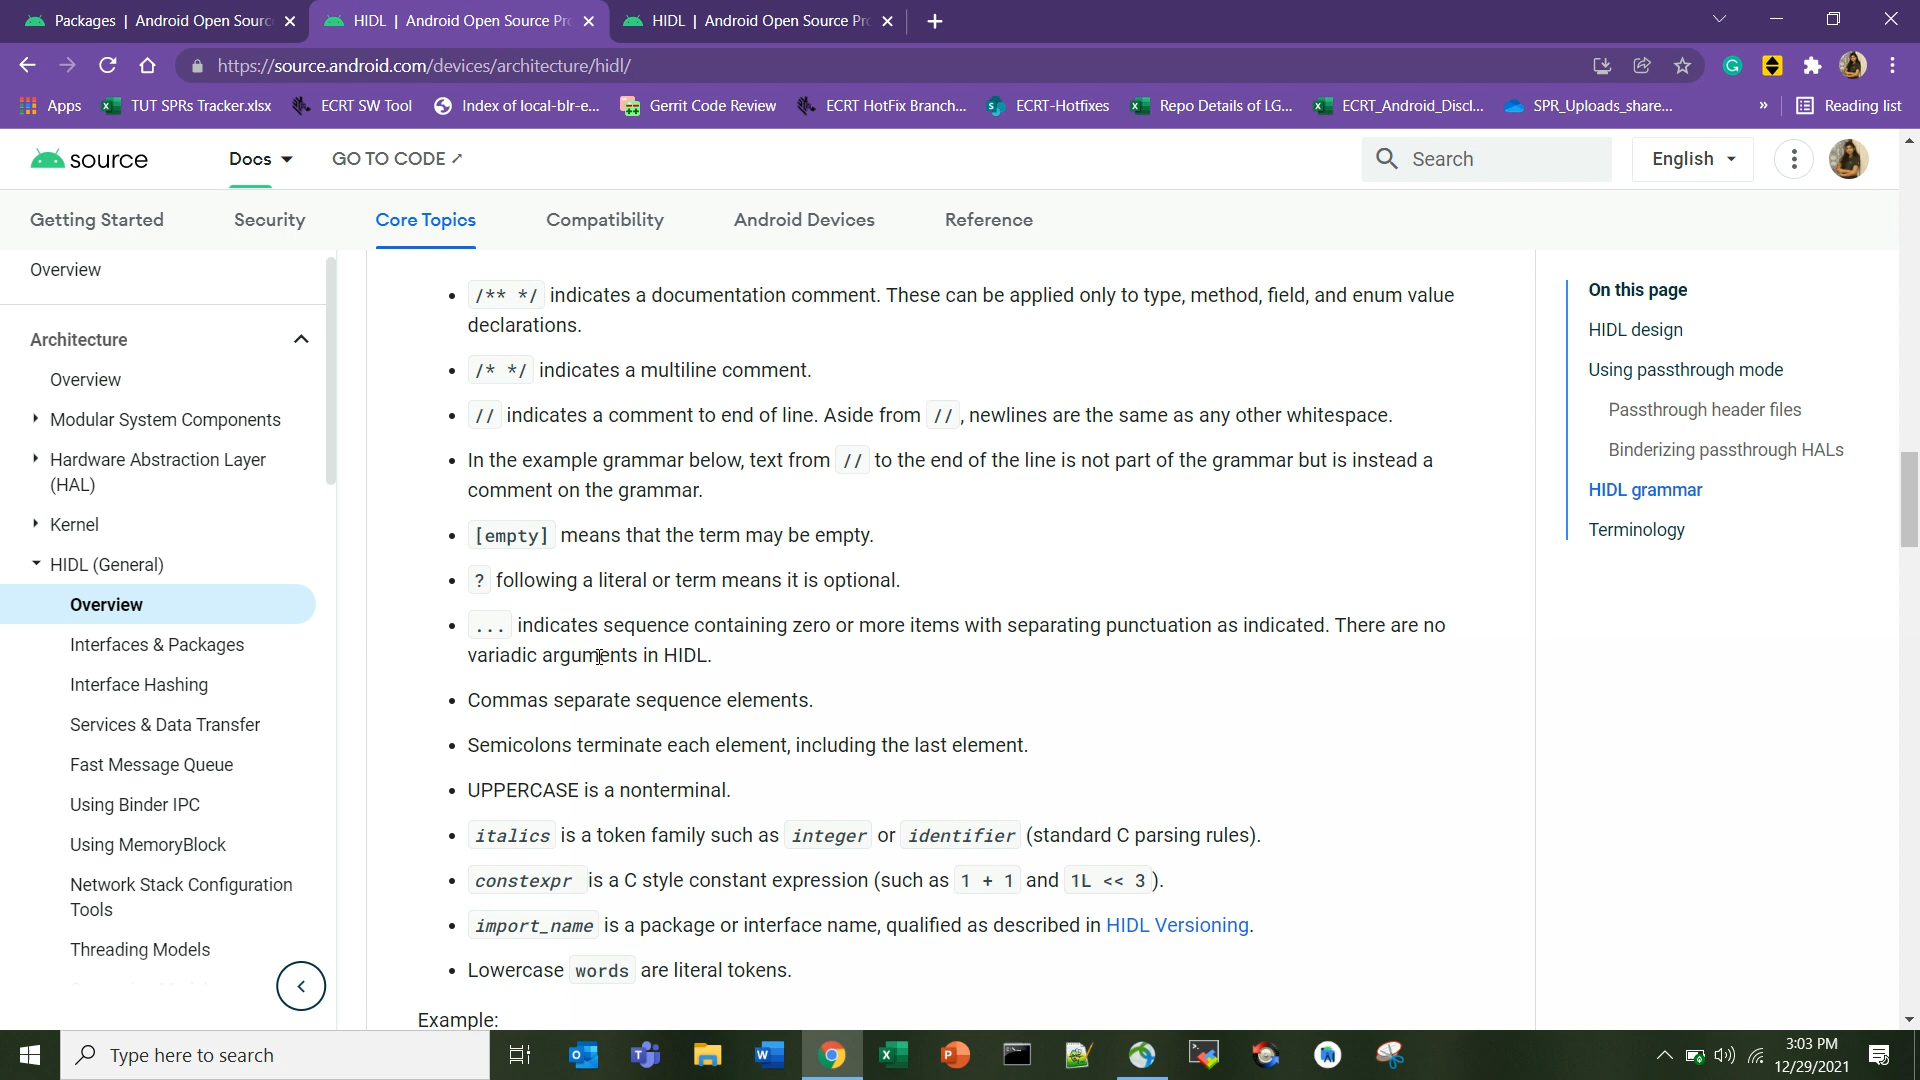 Packages | Android Open Sourc
HIDL | Android Open Source Pr
HIDL | Android Open Source Pr
https://source.android.com/devices/architecture/hidl/
Apps
TUT SPRs Tracker.xlsx
ECRT SW Tool
Index of local-blr-e...
Gerrit Code Review
ECRT HotFix Branch...
ECRT-Hotfixes
Repo Details of LG...
ECRT_Android_Discl...
SPR_Uploads_share...
»
Reading list
source
Docs
GO TO CODE ↗
Search
English
Getting Started
Security
Core Topics
Compatibility
Android Devices
Reference
Overview
Architecture
Overview
Modular System Components
Hardware Abstraction Layer
(HAL)
Kernel
HIDL (General)
Overview
Interfaces & Packages
Interface Hashing
Services & Data Transfer
Fast Message Queue
Using Binder IPC
Using MemoryBlock
Network Stack Configuration
Tools
Threading Models
• /** */ indicates a documentation comment. These can be applied only to type, method, field, and enum value
declarations.
• /* */ indicates a multiline comment.
• // indicates a comment to end of line. Aside from //, newlines are the same as any other whitespace.
• In the example grammar below, text from // to the end of the line is not part of the grammar but is instead a
comment on the grammar.
• [empty] means that the term may be empty.
• ? following a literal or term means it is optional.
• ... indicates sequence containing zero or more items with separating punctuation as indicated. There are no
variadic arguments in HIDL.
• Commas separate sequence elements.
• Semicolons terminate each element, including the last element.
• UPPERCASE is a nonterminal.
• italics is a token family such as integer or identifier (standard C parsing rules).
• constexpr is a C style constant expression (such as 1 + 1 and 1L << 3).
• import_name is a package or interface name, qualified as described in HIDL Versioning.
• Lowercase words are literal tokens.
Example:
On this page
HIDL design
Using passthrough mode
Passthrough header files
Binderizing passthrough HALs
HIDL grammar
Terminology
Type here to search
3:03 PM
12/29/2021